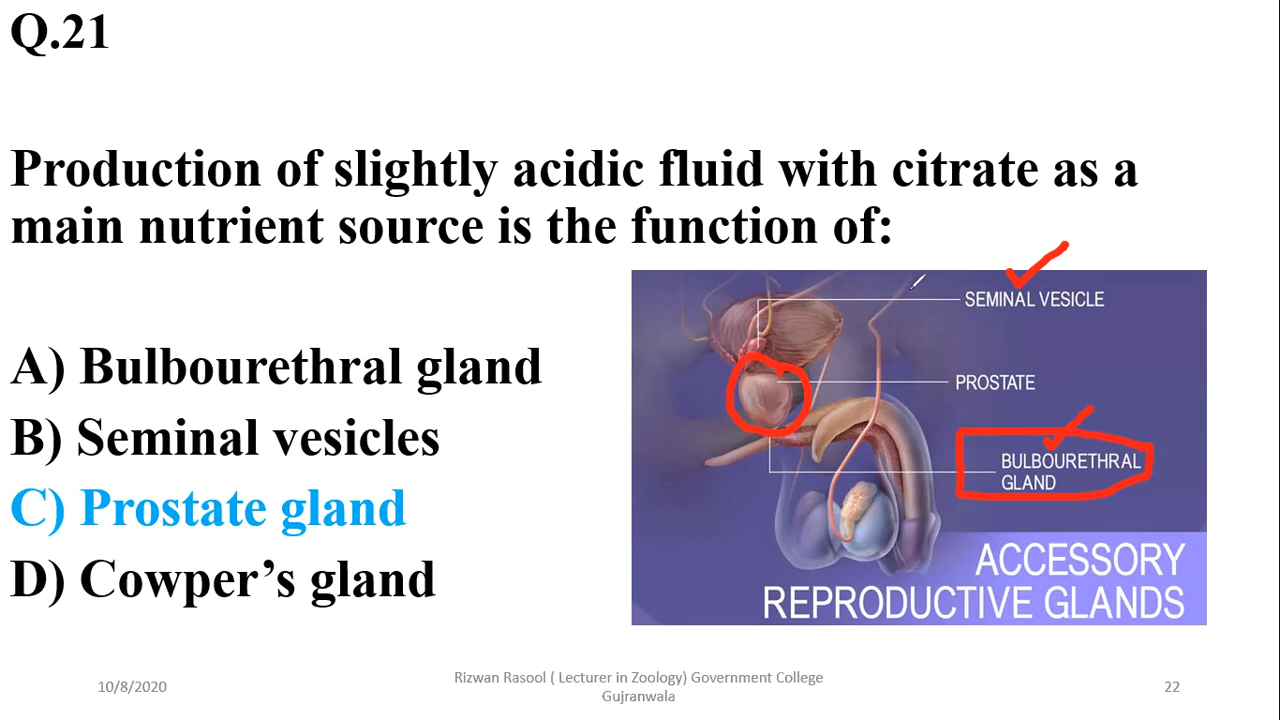 Q.21
Production of slightly acidic fluid with citrate as a
main nutrient source is the function of:
A) Bulbourethral gland
B) Seminal vesicles
C) Prostate gland
D) Cowper’s gland
SEMINAL VESICLE
PROSTATE
BULBOURETHRAL
GLAND
ACCESSORY
REPRODUCTIVE GLANDS
10/8/2020
Rizwan Rasool ( Lecturer in Zoology) Government College
Gujranwala
22